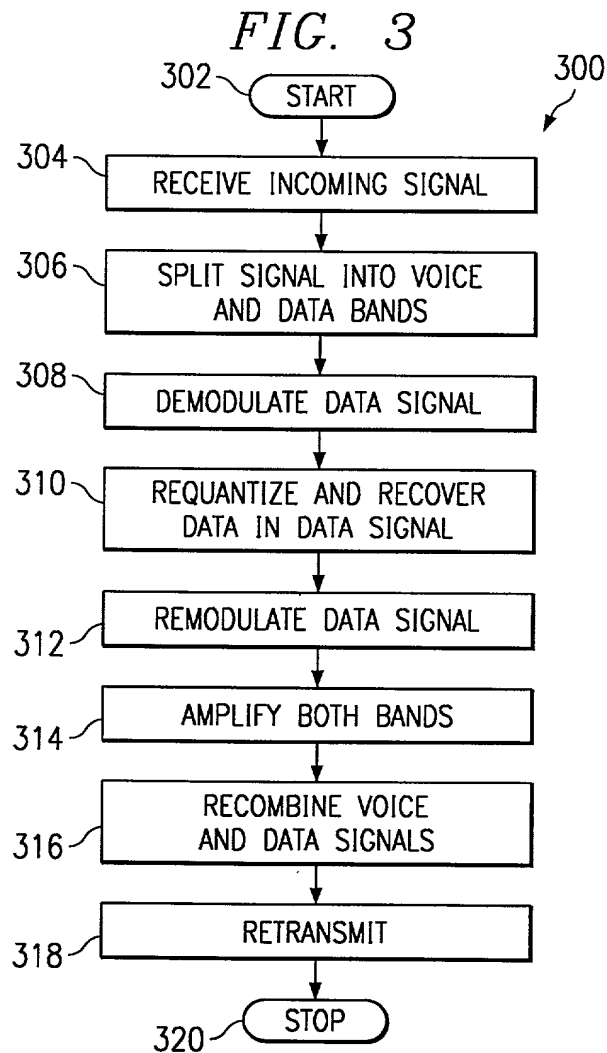 FIG. 3
300
302
START
304
RECEIVE INCOMING SIGNAL
306
SPLIT SIGNAL INTO VOICE
AND DATA BANDS
308
DEMODULATE DATA SIGNAL
310
REQUANTIZE AND RECOVER
DATA IN DATA SIGNAL
312
REMODULATE DATA SIGNAL
314
AMPLIFY BOTH BANDS
316
RECOMBINE VOICE
AND DATA SIGNALS
318
RETRANSMIT
320
STOP